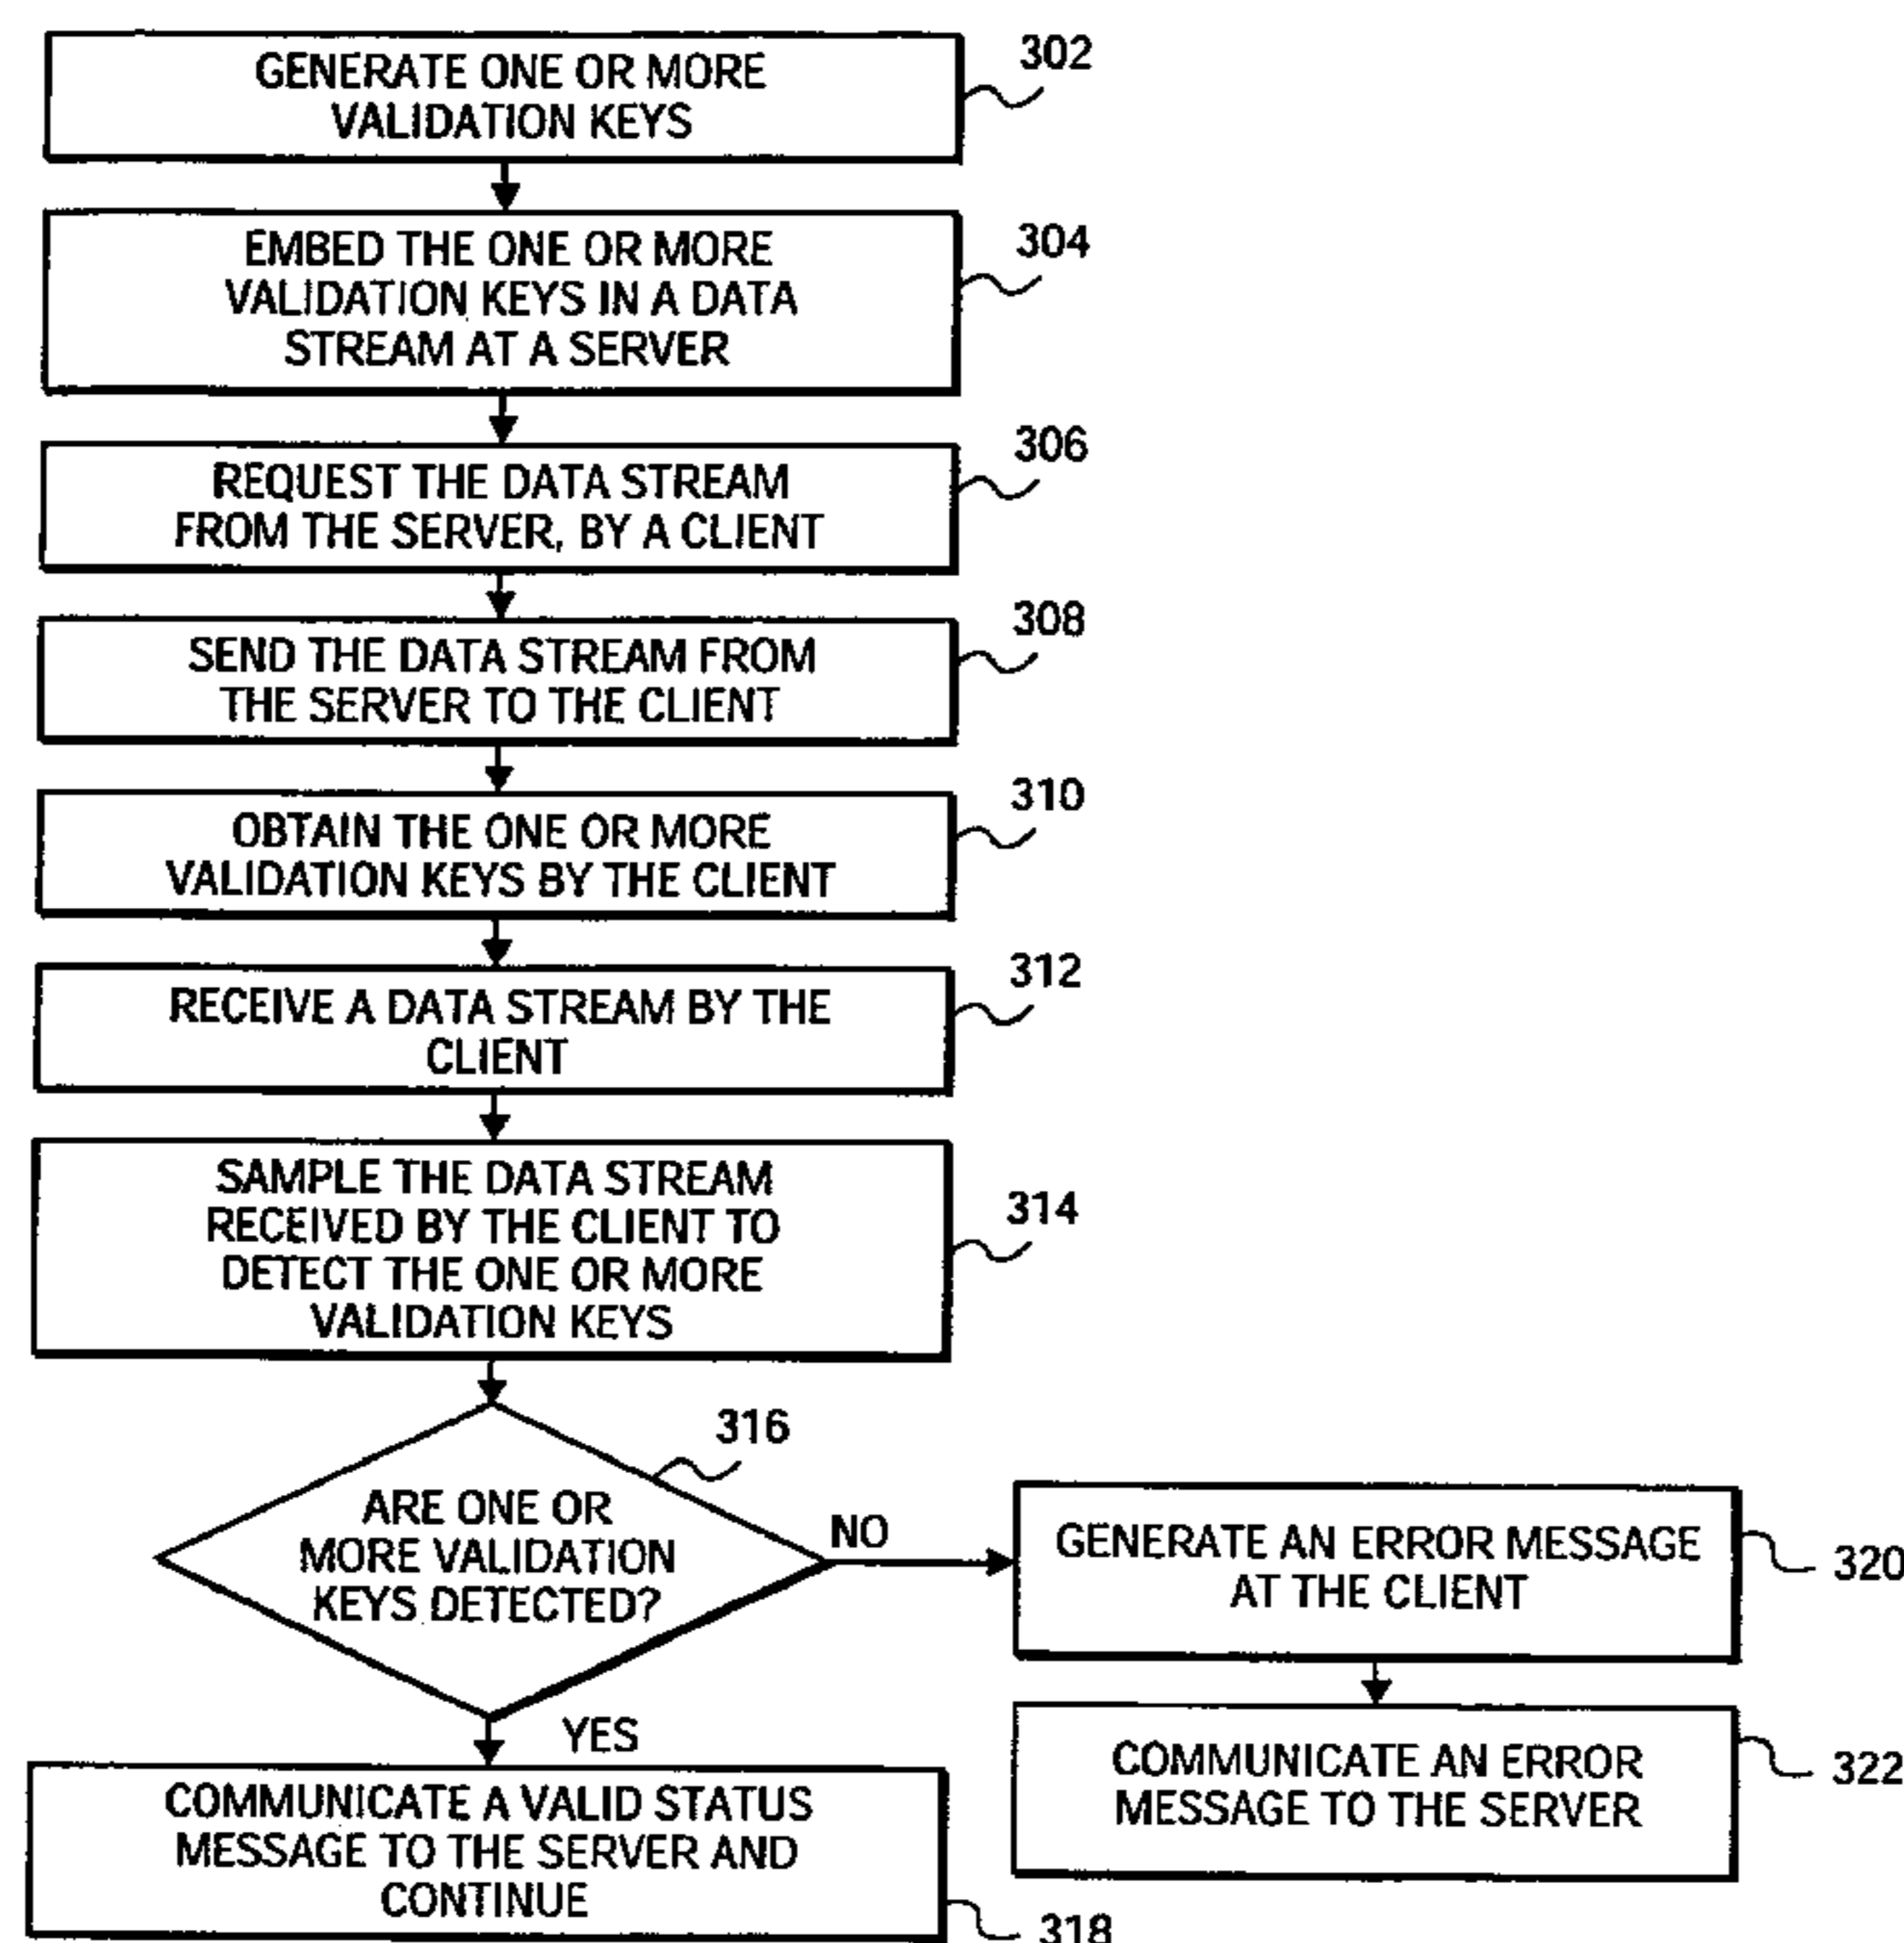 GENERATE ONE OR MORE
VALIDATION KEYS
302
EMBED THE ONE OR MORE
VALIDATION KEYS IN A DATA
STREAM AT A SERVER
304
REQUEST THE DATA STREAM
FROM THE SERVER, BY A CLIENT
306
SEND THE DATA STREAM FROM
THE SERVER TO THE CLIENT
308
OBTAIN THE ONE OR MORE
VALIDATION KEYS BY THE CLIENT
310
RECEIVE A DATA STREAM BY THE
CLIENT
312
SAMPLE THE DATA STREAM
RECEIVED BY THE CLIENT TO
DETECT THE ONE OR MORE
VALIDATION KEYS
314
ARE ONE OR
MORE VALIDATION
KEYS DETECTED?
316
NO
GENERATE AN ERROR MESSAGE
AT THE CLIENT
320
YES
COMMUNICATE AN ERROR
MESSAGE TO THE SERVER
322
COMMUNICATE A VALID STATUS
MESSAGE TO THE SERVER AND
CONTINUE
318